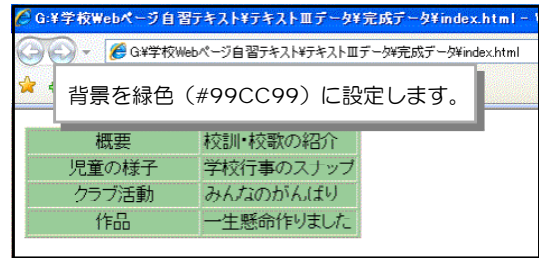 G:¥学校Webページ自習テキスト¥テキストⅢデータ¥完成データ¥index.html -
G:¥学校Webページ自習テキスト¥テキストⅢデータ¥完成データ¥index.html
背景を緑色（#99CC99）に設定します。
概要 校訓・校歌の紹介
児童の様子 学校行事のスナップ
クラブ活動 みんなのがんばり
作品 一生懸命作りました